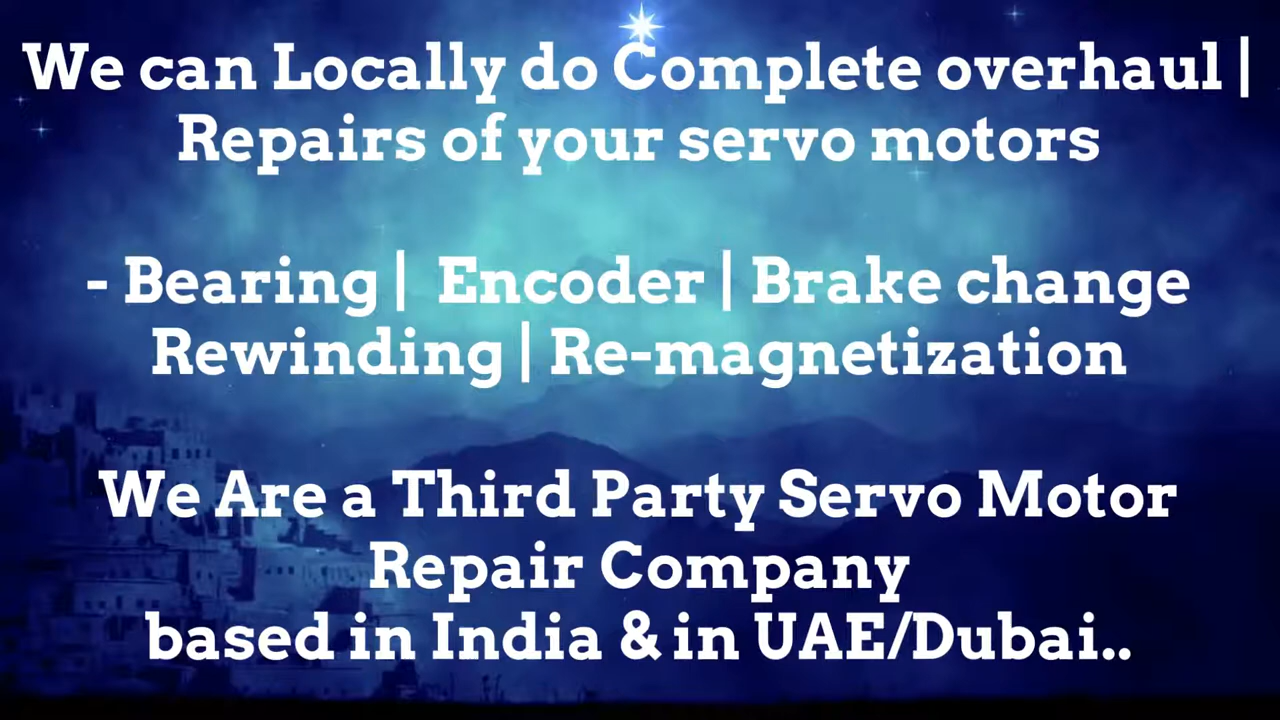 We can Locally do Complete overhaul |
Repairs of your servo motors
- Bearing | Encoder | Brake change
Rewinding | Re-magnetization
We Are a Third Party Servo Motor
Repair Company
based in India & in UAE/Dubai..